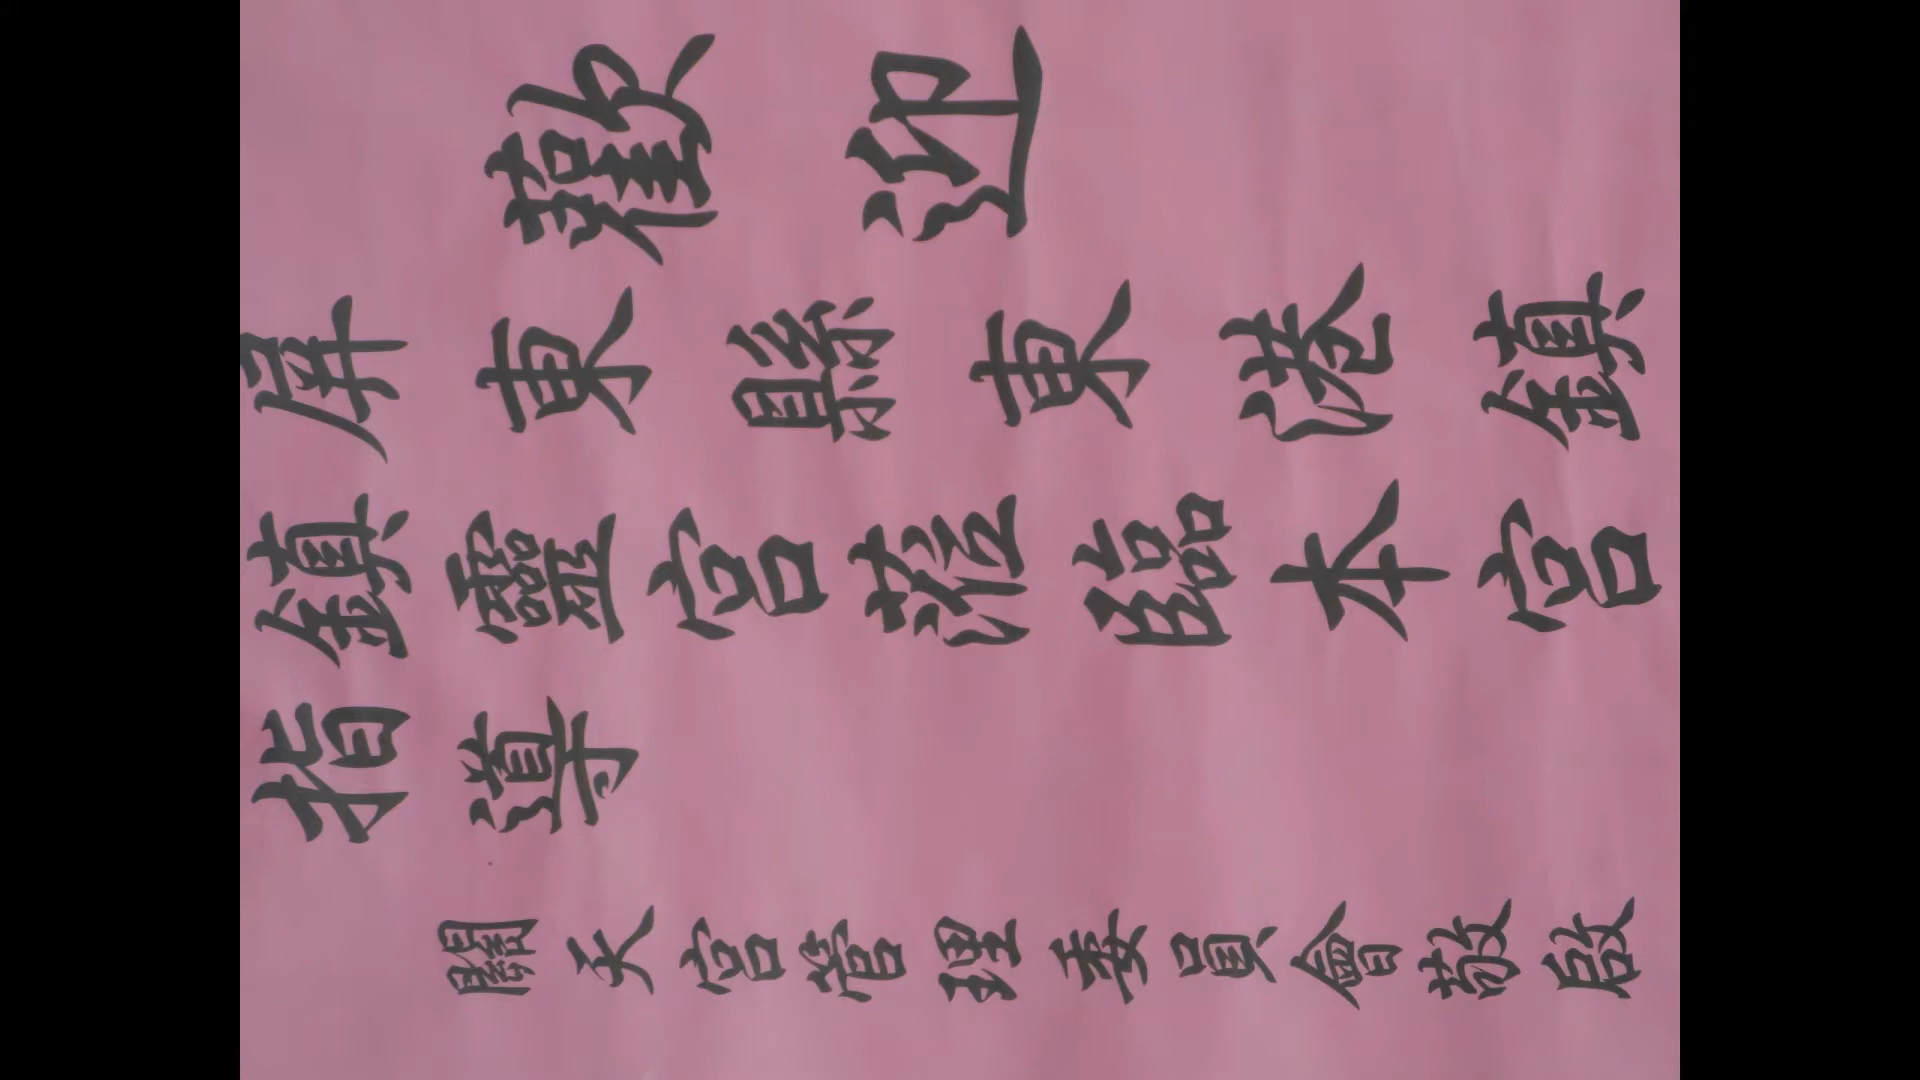 歡迎
屏東縣東港鎮
鎮靈宮蒞臨本宮
指導
關天宮管理委員會敬啟